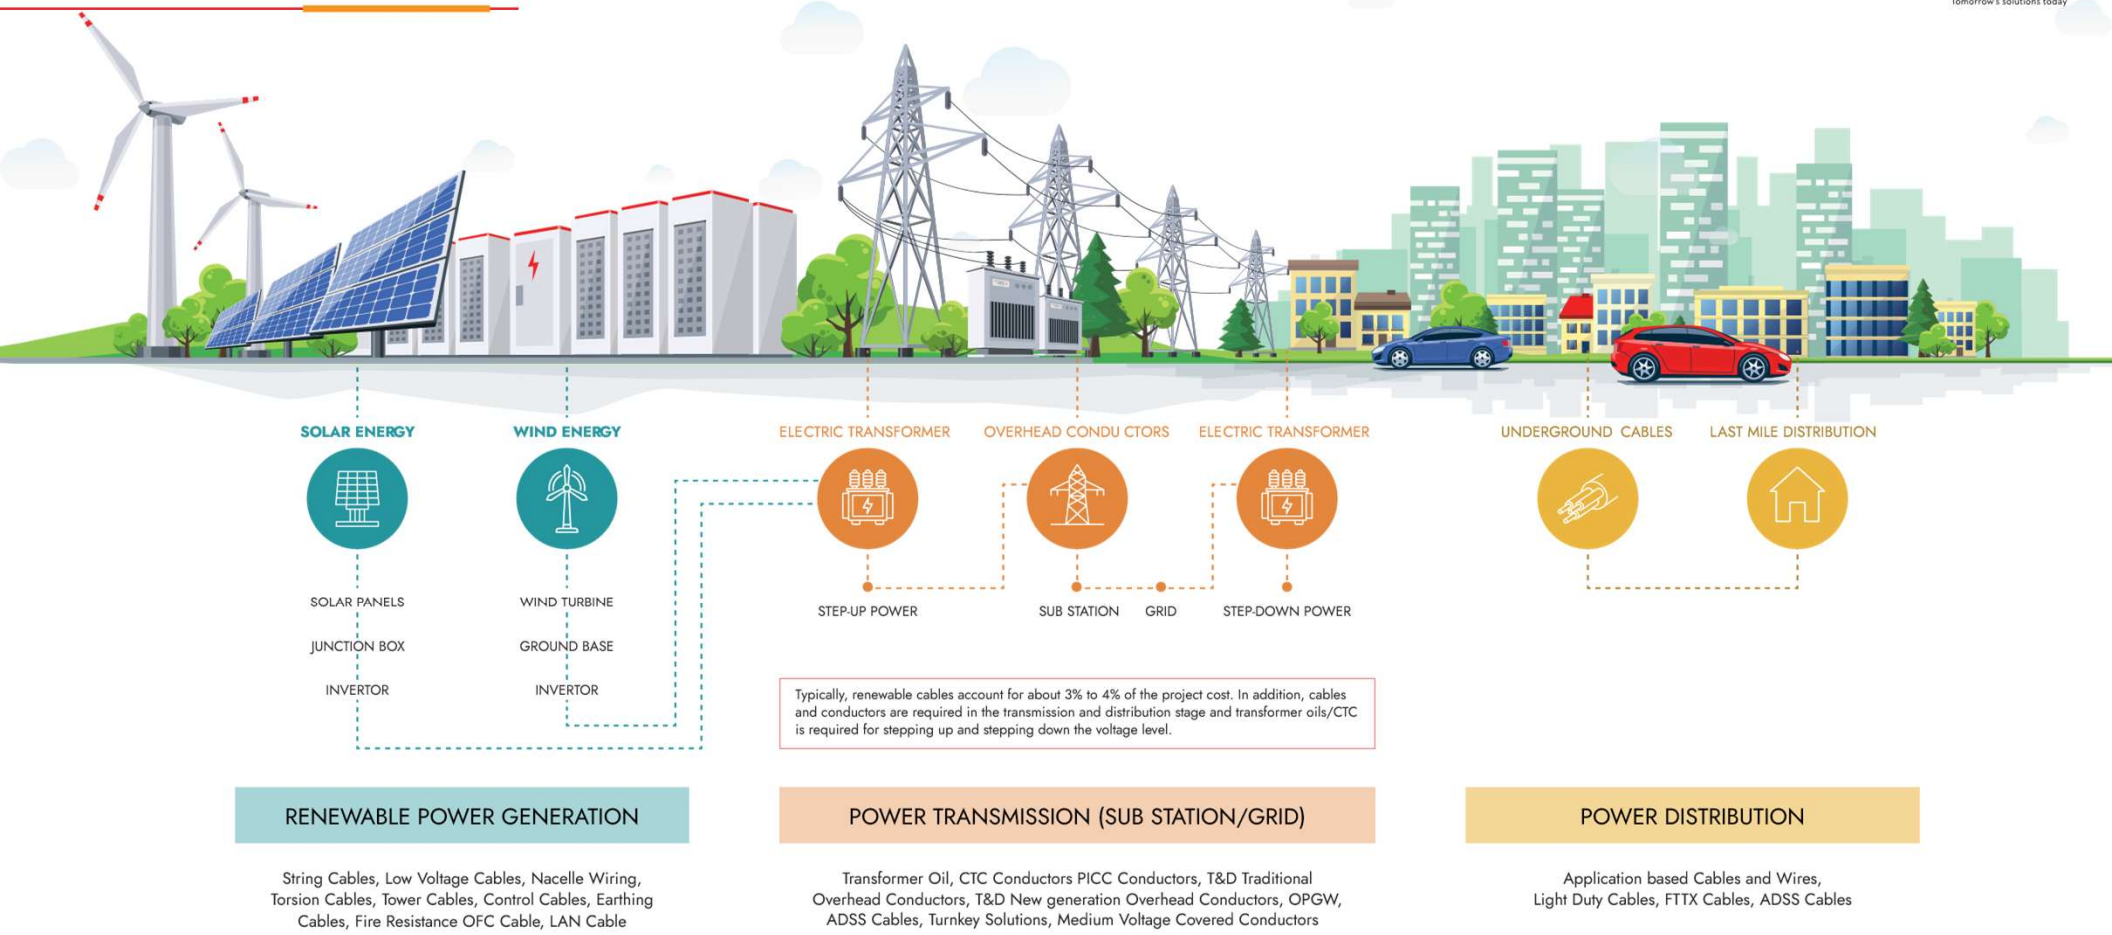 Tomorrow's solutions today
SOLAR ENERGY
WIND ENERGY
ELECTRIC TRANSFORMER
OVERHEAD CONDU CTORS
ELECTRIC TRANSFORMER
UNDERGROUND CABLES
LAST MILE DISTRIBUTION
SOLAR PANELS
JUNCTION BOX
INVERTOR
WIND TURBINE
GROUND BASE
INVERTOR
STEP-UP POWER
SUB STATION
GRID
STEP-DOWN POWER
Typically, renewable cables account for about 3% to 4% of the project cost. In addition, cables
and conductors are required in the transmission and distribution stage and transformer oils/CTC
is required for stepping up and stepping down the voltage level.
RENEWABLE POWER GENERATION
String Cables, Low Voltage Cables, Nacelle Wiring,
Torsion Cables, Tower Cables, Control Cables, Earthing
Cables, Fire Resistance OFC Cable, LAN Cable
POWER TRANSMISSION (SUB STATION/GRID)
Transformer Oil, CTC Conductors PICC Conductors, T&D Traditional
Overhead Conductors, T&D New generation Overhead Conductors, OPGW,
ADSS Cables, Turnkey Solutions, Medium Voltage Covered Conductors
POWER DISTRIBUTION
Application based Cables and Wires,
Light Duty Cables, FTTX Cables, ADSS Cables